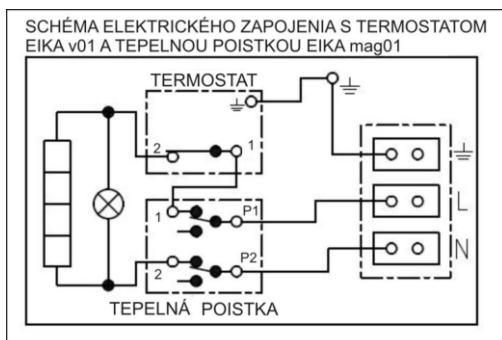 SCHÉMA ELEKTRICKÉHO ZAPOJENIA S TERMOSTATOM
EIKA v01 A TEPELNOU POISTKOU EIKA mag01
TERMOSTAT
2 1
1 P1 L
2 P2 N
TEPELNÁ POISTKA